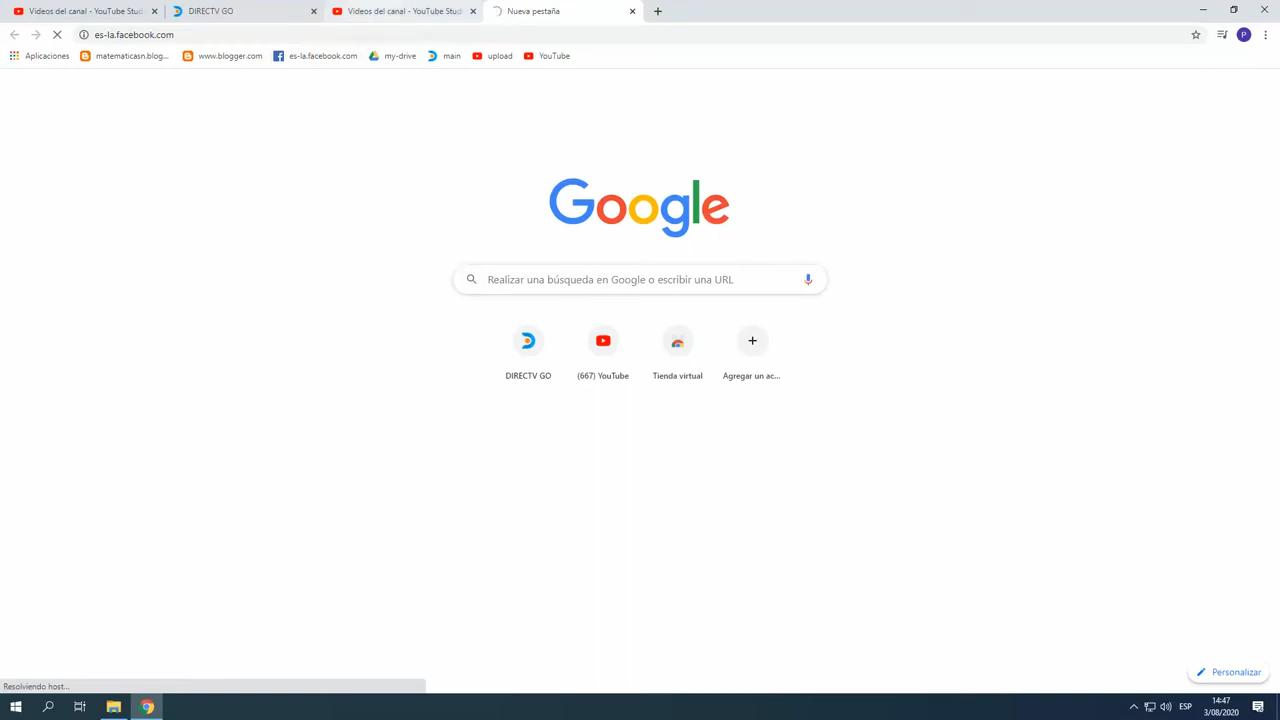 Videos del canal - YouTube Studi
DIRECTV GO
Videos del canal - YouTube Studi
Nueva pestaña
es-la.facebook.com
P
Aplicaciones
matematicasn.blog...
www.blogger.com
es-la.facebook.com
my-drive
main
upload
YouTube
Google
Realizar una búsqueda en Google o escribir una URL
DIRECTV GO
(667) YouTube
Tienda virtual
Agregar un ac...
Personalizar
Resolviendo host...
ESP
14:47
3/08/2020